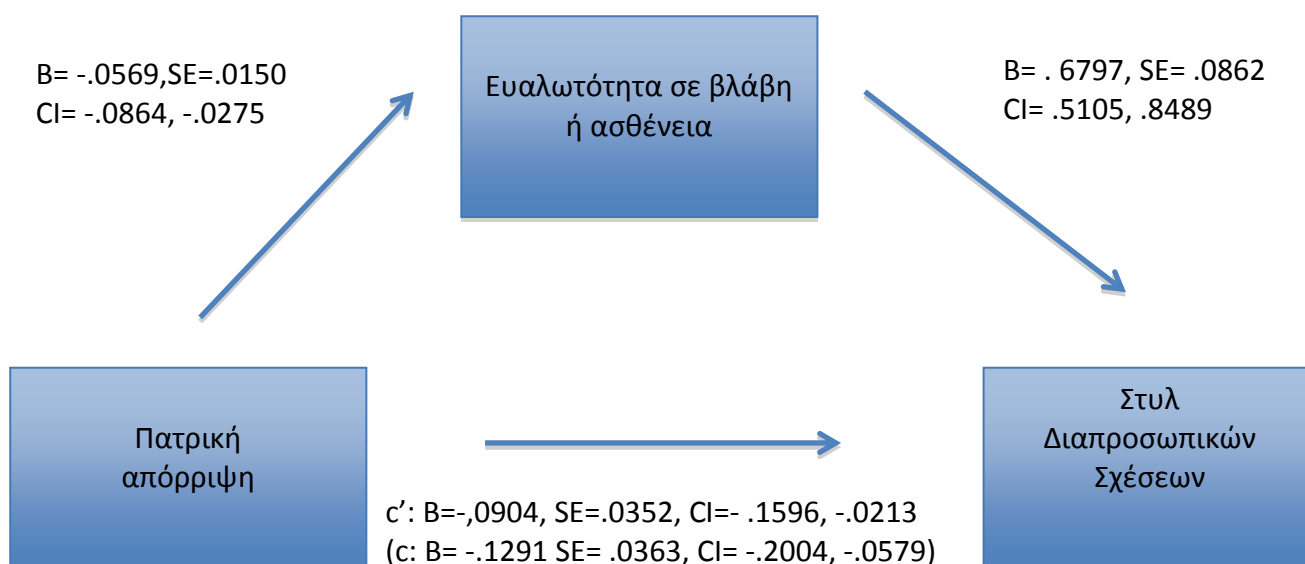 B= -.0569,SE=.0150
CI= -.0864, -.0275
Ευαλωτότητα σε βλάβη
ή ασθένεια
B= . 6797, SE= .0862
CI= .5105, .8489
Πατρική
απόρριψη
Στυλ
Διαπροσωπικών
Σχέσεων
c’: B=-,0904, SE=.0352, CI=- .1596, -.0213
(c: B= -.1291 SE= .0363, CI= -.2004, -.0579)